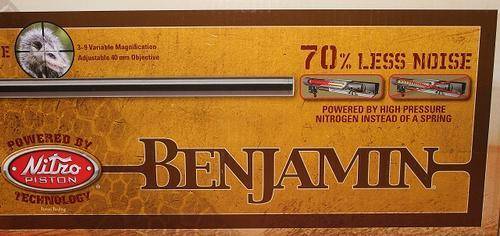 E
3-9 Variable Magnification
Adjustable 40 mm Objective
70% LESS NOISE
POWERED BY HIGH PRESSURE
NITROGEN INSTEAD OF A SPRING
POWERED BY
Nitro
PISTON
TECHNOLOGY
BENJAMIN